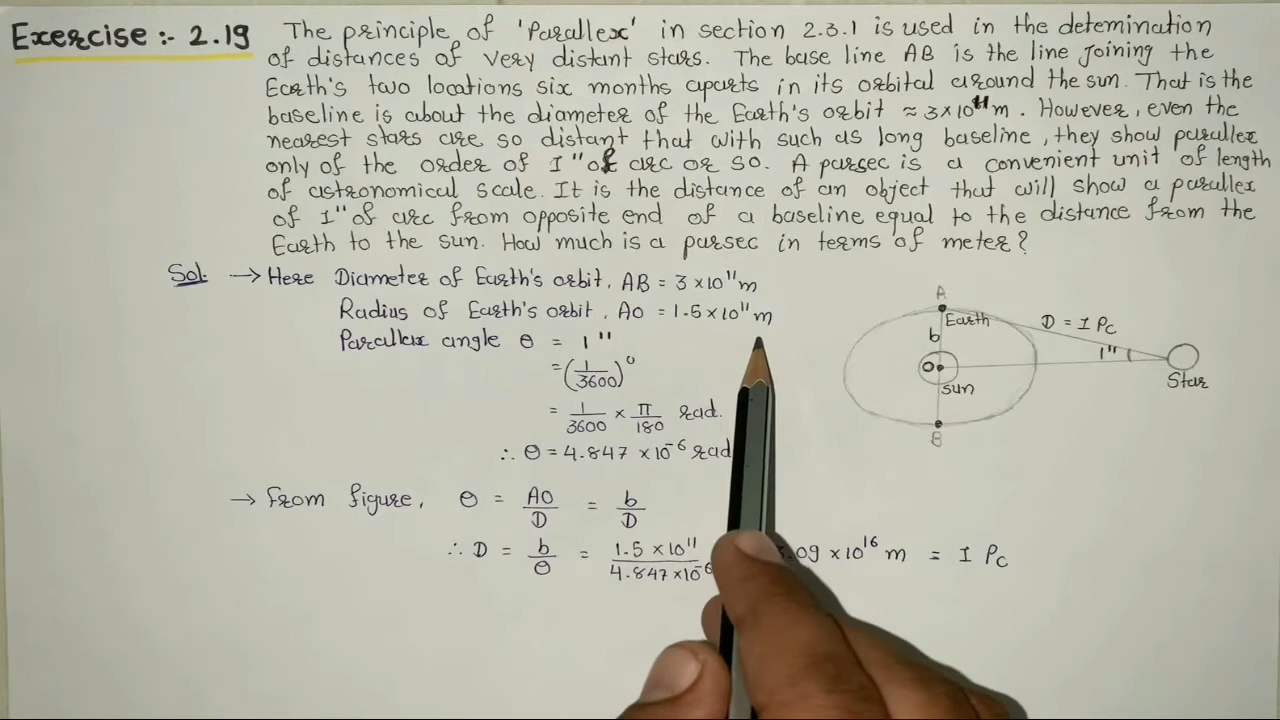 Exercise :- 2.19 The principle of 'Parallex' in section 2.3.1 is used in the detemination
of distances of very distant stars. The base line AB is the line joining the
Earth's two locations six months aparts in its orbital around the sun. That is the
baseline is about the diameter of the Earth's orbit ≈ 3×10¹¹m. However, even the
nearest stars are so distant that with such as long baseline, they show parallex
only of the order of 1" of arc or so. A parsec is a convenient unit of length
of astronomical scale. It is the distance of an object that will show a parallex
of 1" of arc from opposite end of a baseline equal to the distance from the
Earth to the sun. How much is a parsec in terms of meter?
Sol: → Here Diameter of Earth's orbit, AB = 3 × 10¹¹m
Radius of Earth's orbit, AO = 1.5 × 10¹¹ m
Parallex angle θ = 1"
= (1/3600)⁰
= 1/3600 × π/180 rad.
∴ θ = 4.847 × 10⁻⁶ rad
→ From figure, θ = AO/D = b/D
∴ D = b/θ = 1.5 × 10¹¹/4.847×10⁻⁶ .09 × 10¹⁶ m = 1 Pc
A
Earth
D = 1 Pc
b
1"
O
sun
Star
B